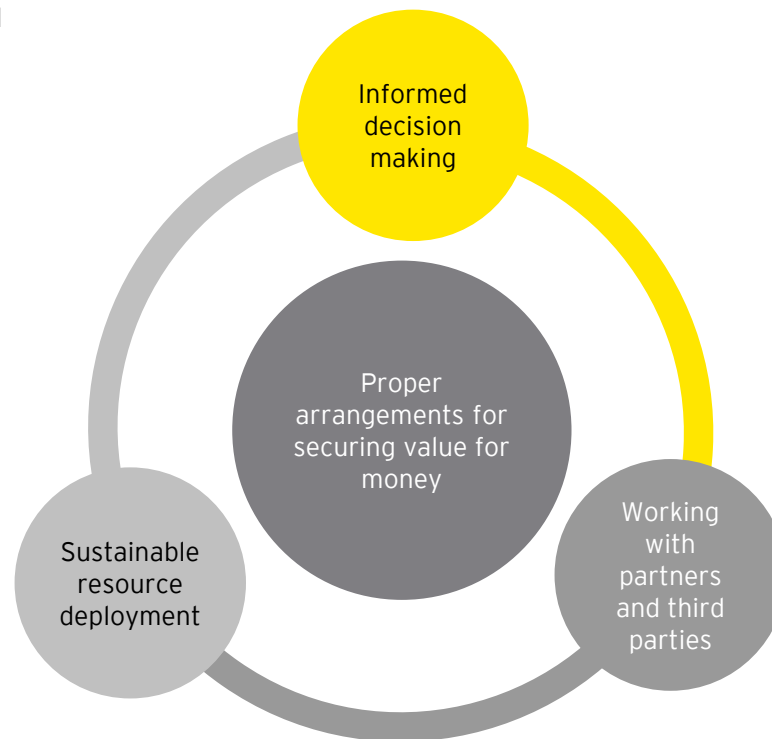 Informed
decision
making
Proper
arrangements for
securing value for
money
Sustainable
resource
deployment
Working
with
partners
and third
parties